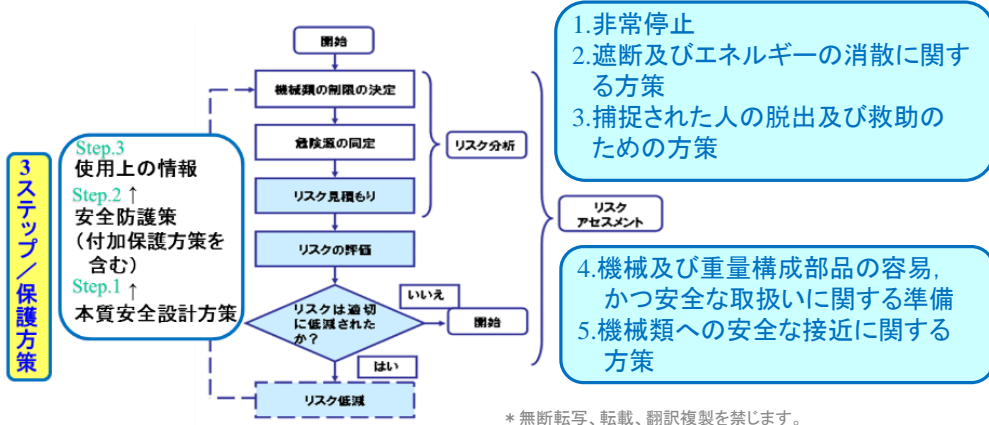 開始
機械類の制限の決定
危険源の同定
リスク見積もり
リスクの評価
リスクは適切
に低減された
か?
いいえ
開始
はい
リスク低減
リスク分析
リスク
アセスメント
3ステップ/保護方策
Step.3
使用上の情報
Step.2 ↑
安全防護策
(付加保護方策を
含む)
Step.1 ↑
本質安全設計方策
1.非常停止
2.遮断及びエネルギーの消散に関す
る方策
3.捕捉された人の脱出及び救助の
ための方策
4.機械及び重量構成部品の容易,
かつ安全な取扱いに関する準備
5.機械類への安全な接近に関する
方策
*無断転写、転載、翻訳複製を禁じます。